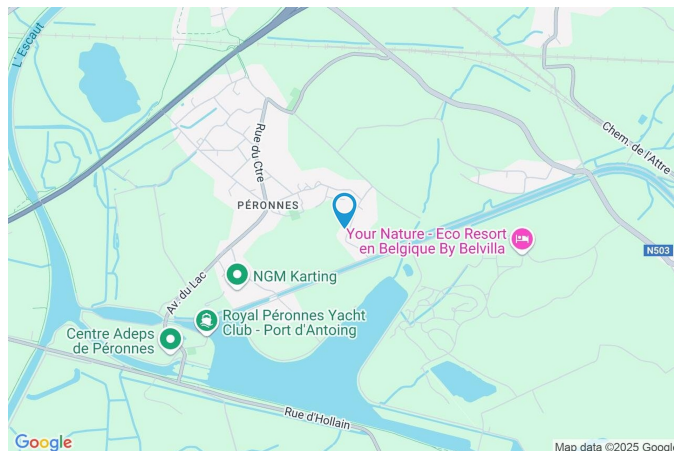 L' Escaut
Chem. de l'Attre
Rue du Ctre
PÉRONNES
Your Nature - Eco Resort
en Belgique By Belvilla
N503
NGM Karting
Av. du Lac
Royal Péronnes Yacht
Club - Port d'Antoing
Centre Adeps
de Péronnes
Rue d'Hollain
Google
Map data ©2025 Google